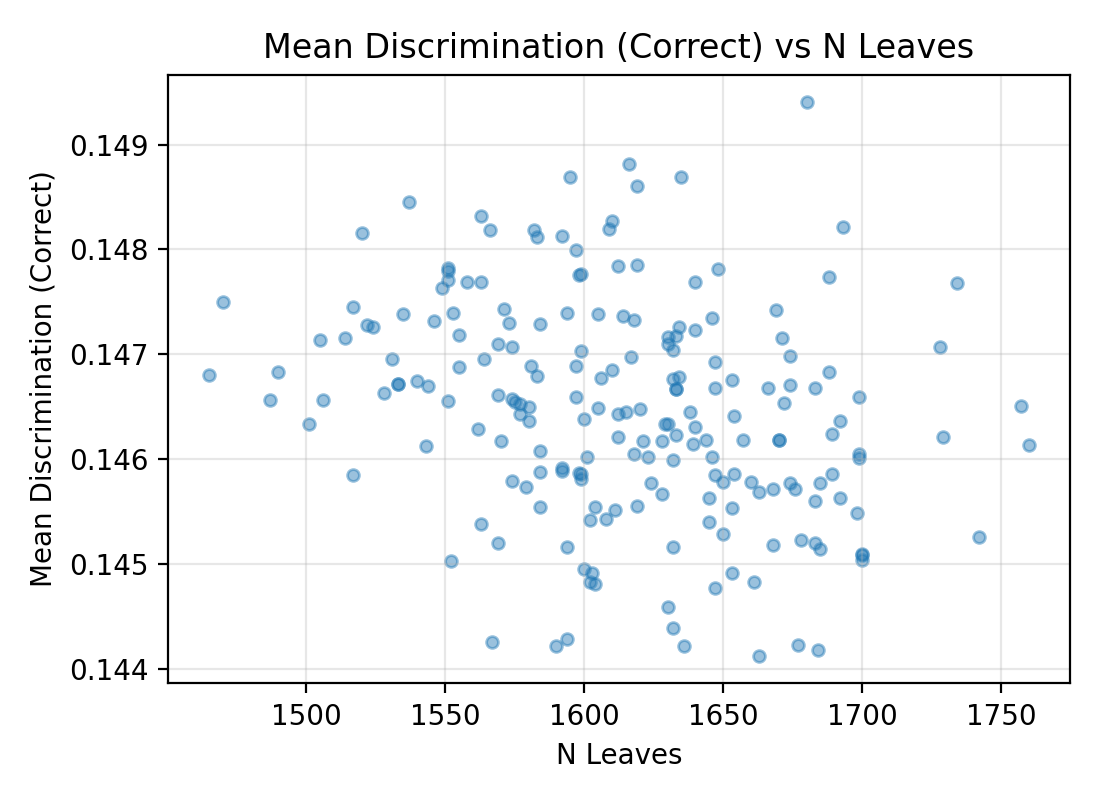 Mean Discrimination (Correct) vs N Leaves
Mean Discrimination (Correct)
0.149
0.148
0.147
0.146
0.145
0.144
1500 1550 1600 1650 1700 1750
N Leaves